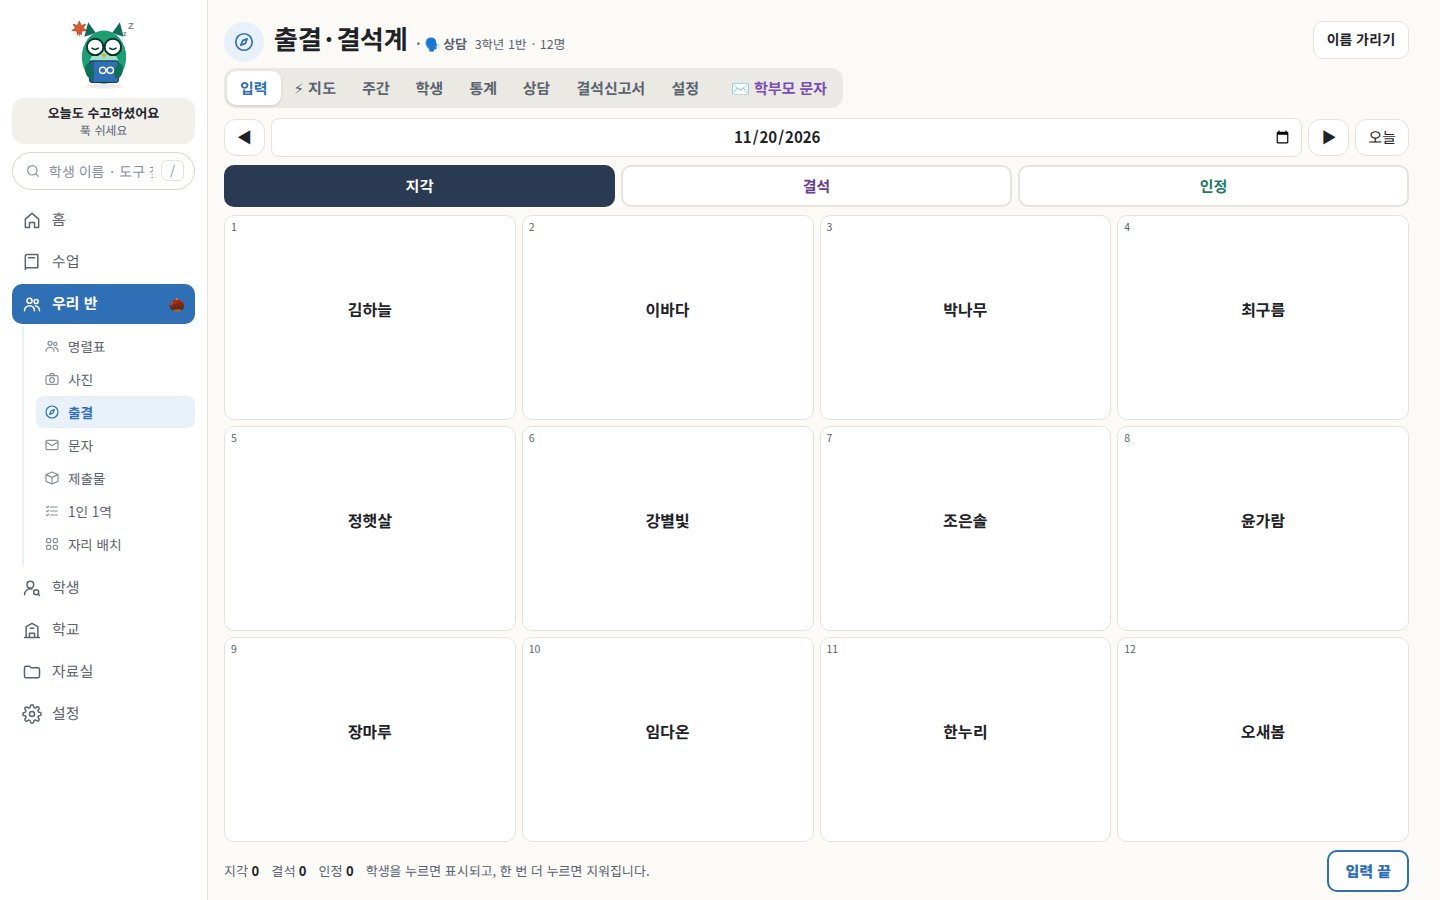 z
z
오늘도 수고하셨어요
푹 쉬세요
학생 이름 · 도구
/
홈
수업
우리 반
명렬표
사진
출결
문자
제출물
1인 1역
자리 배치
학생
학교
자료실
설정
출결·결석계 · 상담 3학년 1반 · 12명
이름 가리기
입력 ⚡ 지도 주간 학생 통계 상담 결석신고서 설정 ✉️ 학부모 문자
◀ 11/20/2026 ▶ 오늘
지각 결석 인정
1 2 3 4
김하늘 이바다 박나무 최구름
5 6 7 8
정햇살 강별빛 조은솔 윤가람
9 10 11 12
장마루 임다온 한누리 오새봄
지각 0 결석 0 인정 0 학생을 누르면 표시되고, 한 번 더 누르면 지워집니다.
입력 끝